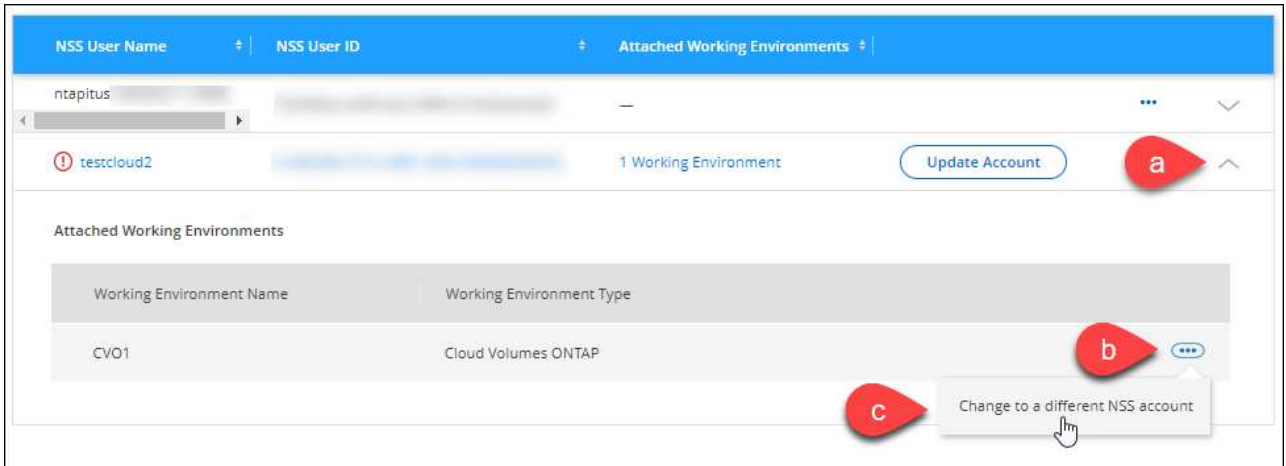 NSS User Name NSS User ID Attached Working Environments
ntapitus —
testcloud2 1 Working Environment Update Account a
Attached Working Environments
Working Environment Name Working Environment Type
CVO1 Cloud Volumes ONTAP b
c Change to a different NSS account